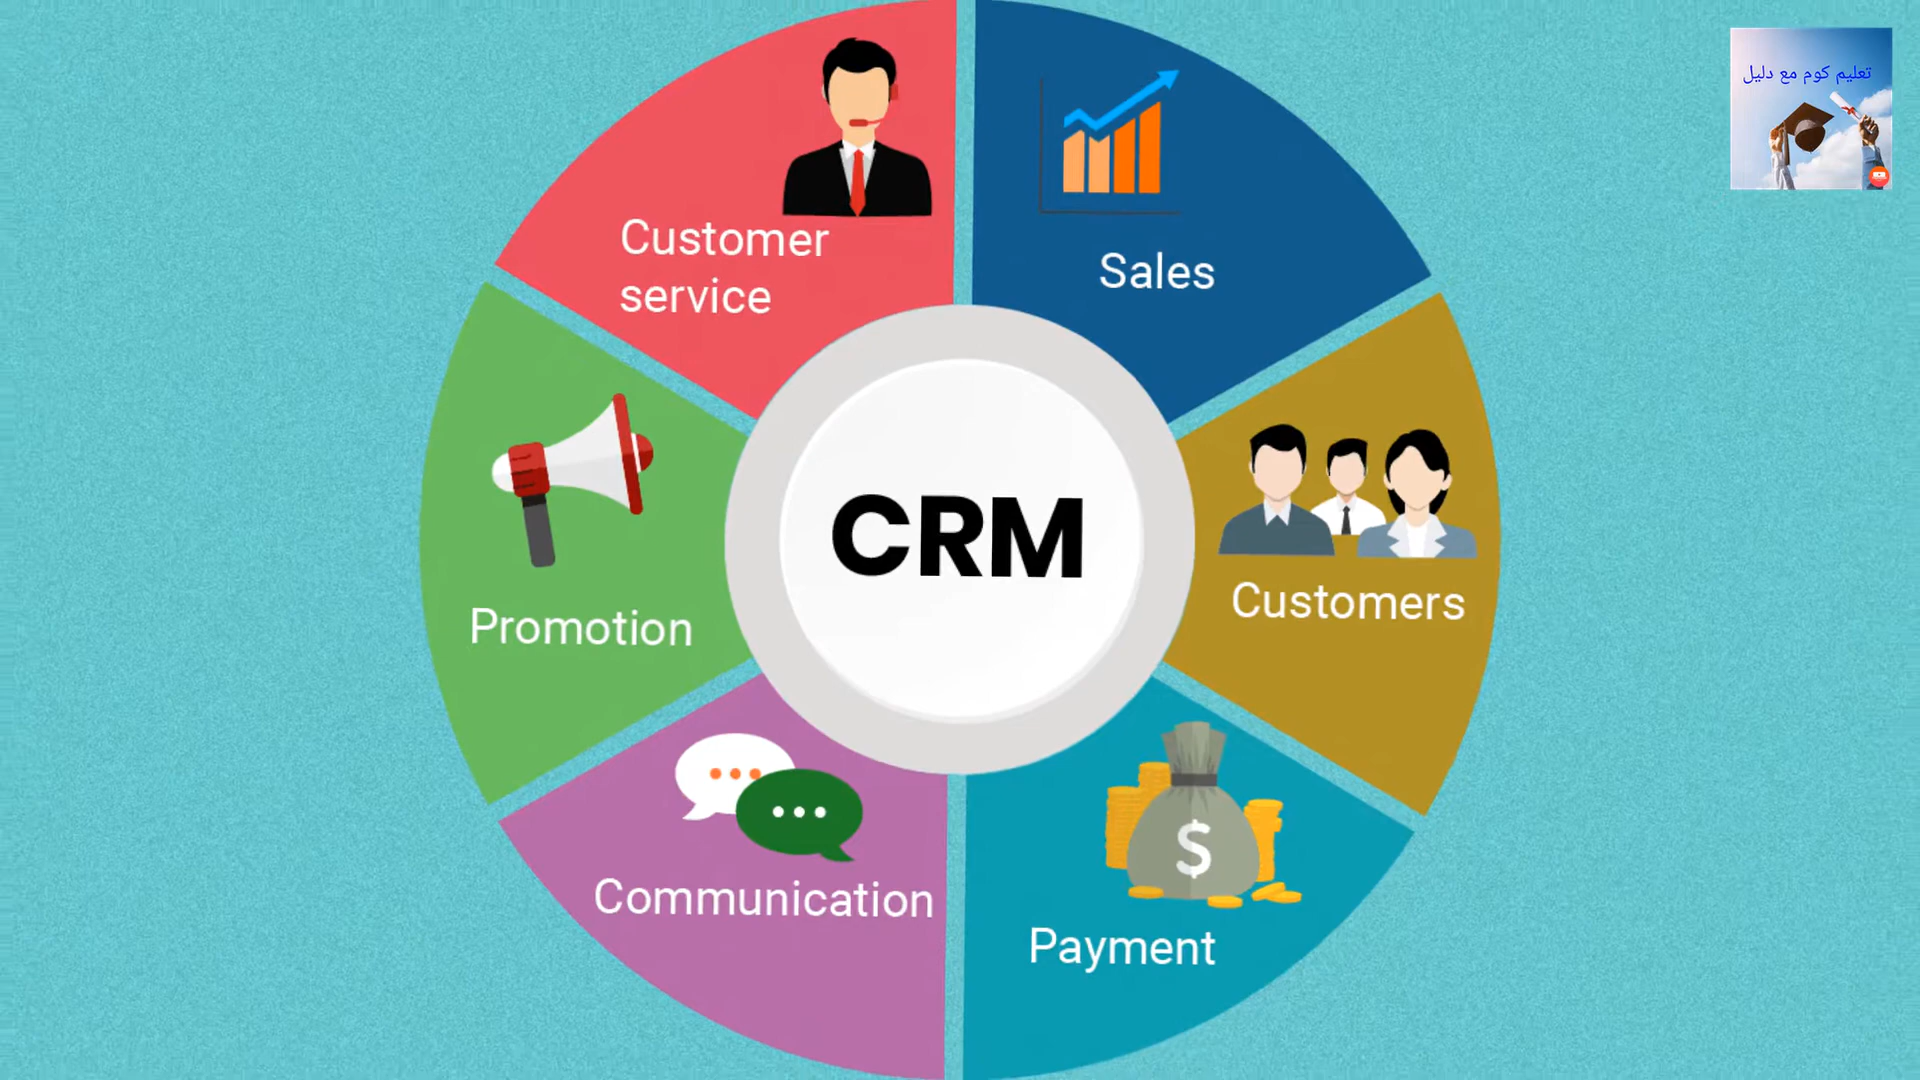 تعليم كوم مع دليل
Customer
service
Sales
Promotion
CRM
Customers
Communication
$
Payment